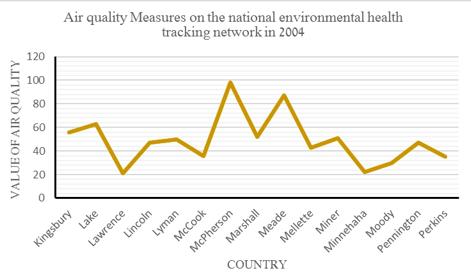 Air quality Measures on the national environmental health
tracking network in 2004
VALUE OF AIR QUALITY
120
100
80
60
40
20
0
Kingsbury
Lake
Lawrence
Lincoln
Lyman
McCook
McPherson
Marshall
Meade
Mellette
Miner
Minnehaha
Moody
Pennington
Perkins
COUNTRY